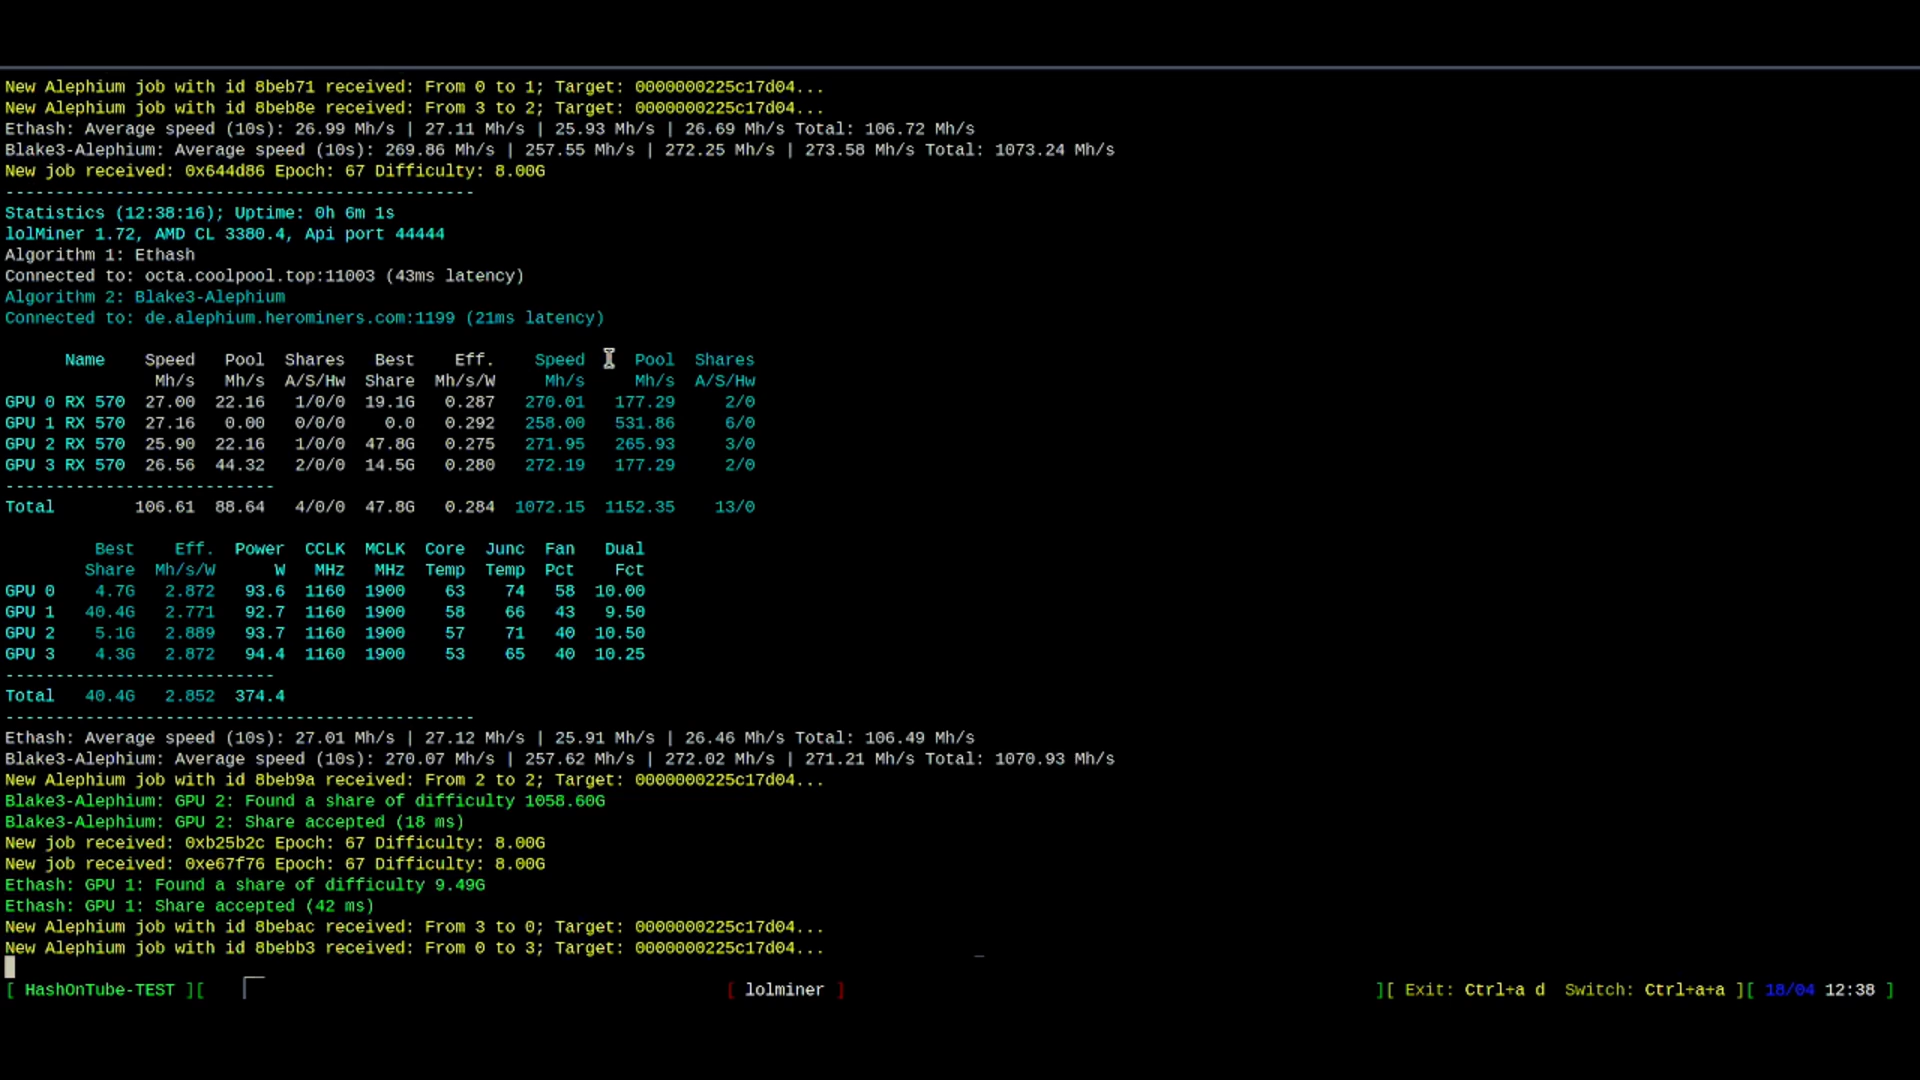 New Alephium job with id 8beb71 received: From 0 to 1; Target: 0000000225c17d04...
New Alephium job with id 8beb8e received: From 3 to 2; Target: 0000000225c17d04...
Ethash: Average speed (10s): 26.99 Mh/s | 27.11 Mh/s | 25.93 Mh/s | 26.69 Mh/s Total: 106.72 Mh/s
Blake3-Alephium: Average speed (10s): 269.86 Mh/s | 257.55 Mh/s | 272.25 Mh/s | 273.58 Mh/s Total: 1073.24 Mh/s
New job received: 0x644d86 Epoch: 67 Difficulty: 8.00G
-----------------------------------------------
Statistics (12:38:16); Uptime: 0h 6m 1s
lolMiner 1.72, AMD CL 3380.4, Api port 44444
Algorithm 1: Ethash
Connected to: octa.coolpool.top:11003 (43ms latency)
Algorithm 2: Blake3-Alephium
Connected to: de.alephium.herominers.com:1199 (21ms latency)
Name Speed Pool Shares Best Eff. Speed Pool Shares
Mh/s Mh/s A/S/Hw Share Mh/s/W Mh/s Mh/s A/S/Hw
GPU 0 RX 570 27.00 22.16 1/0/0 19.1G 0.287 270.01 177.29 2/0
GPU 1 RX 570 27.16 0.00 0/0/0 0.0 0.292 258.00 531.86 6/0
GPU 2 RX 570 25.90 22.16 1/0/0 47.8G 0.275 271.95 265.93 3/0
GPU 3 RX 570 26.56 44.32 2/0/0 14.5G 0.280 272.19 177.29 2/0
---------------------------
Total 106.61 88.64 4/0/0 47.8G 0.284 1072.15 1152.35 13/0
Best Eff. Power CCLK MCLK Core Junc Fan Dual
Share Mh/s/W W MHz MHz Temp Temp Pct Fct
GPU 0 4.7G 2.872 93.6 1160 1900 63 74 58 10.00
GPU 1 40.4G 2.771 92.7 1160 1900 58 66 43 9.50
GPU 2 5.1G 2.889 93.7 1160 1900 57 71 40 10.50
GPU 3 4.3G 2.872 94.4 1160 1900 53 65 40 10.25
---------------------------
Total 40.4G 2.852 374.4
-----------------------------------------------
Ethash: Average speed (10s): 27.01 Mh/s | 27.12 Mh/s | 25.91 Mh/s | 26.46 Mh/s Total: 106.49 Mh/s
Blake3-Alephium: Average speed (10s): 270.07 Mh/s | 257.62 Mh/s | 272.02 Mh/s | 271.21 Mh/s Total: 1070.93 Mh/s
New Alephium job with id 8beb9a received: From 2 to 2; Target: 0000000225c17d04...
Blake3-Alephium: GPU 2: Found a share of difficulty 1058.60G
Blake3-Alephium: GPU 2: Share accepted (18 ms)
New job received: 0xb25b2c Epoch: 67 Difficulty: 8.00G
New job received: 0xe67f76 Epoch: 67 Difficulty: 8.00G
Ethash: GPU 1: Found a share of difficulty 9.49G
Ethash: GPU 1: Share accepted (42 ms)
New Alephium job with id 8bebac received: From 3 to 0; Target: 0000000225c17d04...
New Alephium job with id 8bebb3 received: From 0 to 3; Target: 0000000225c17d04...
[ HashOnTube-TEST ][ [ lolminer ] ][ Exit: Ctrl+a d Switch: Ctrl+a+a ][ 18/04 12:38 ]